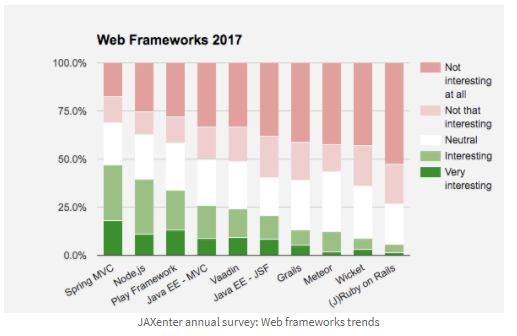 Web Frameworks 2017
100.0%
75.0%
50.0%
25.0%
0.0%
Spring MVC
Node.js
Play Framework
Java EE - MVC
Vaadin
Java EE - JSF
Grails
Meteor
Wicket
(J)Ruby on Rails
Not
interesting
at all
Not that
interesting
Neutral
Interesting
Very
interesting
JAXenter annual survey: Web frameworks trends